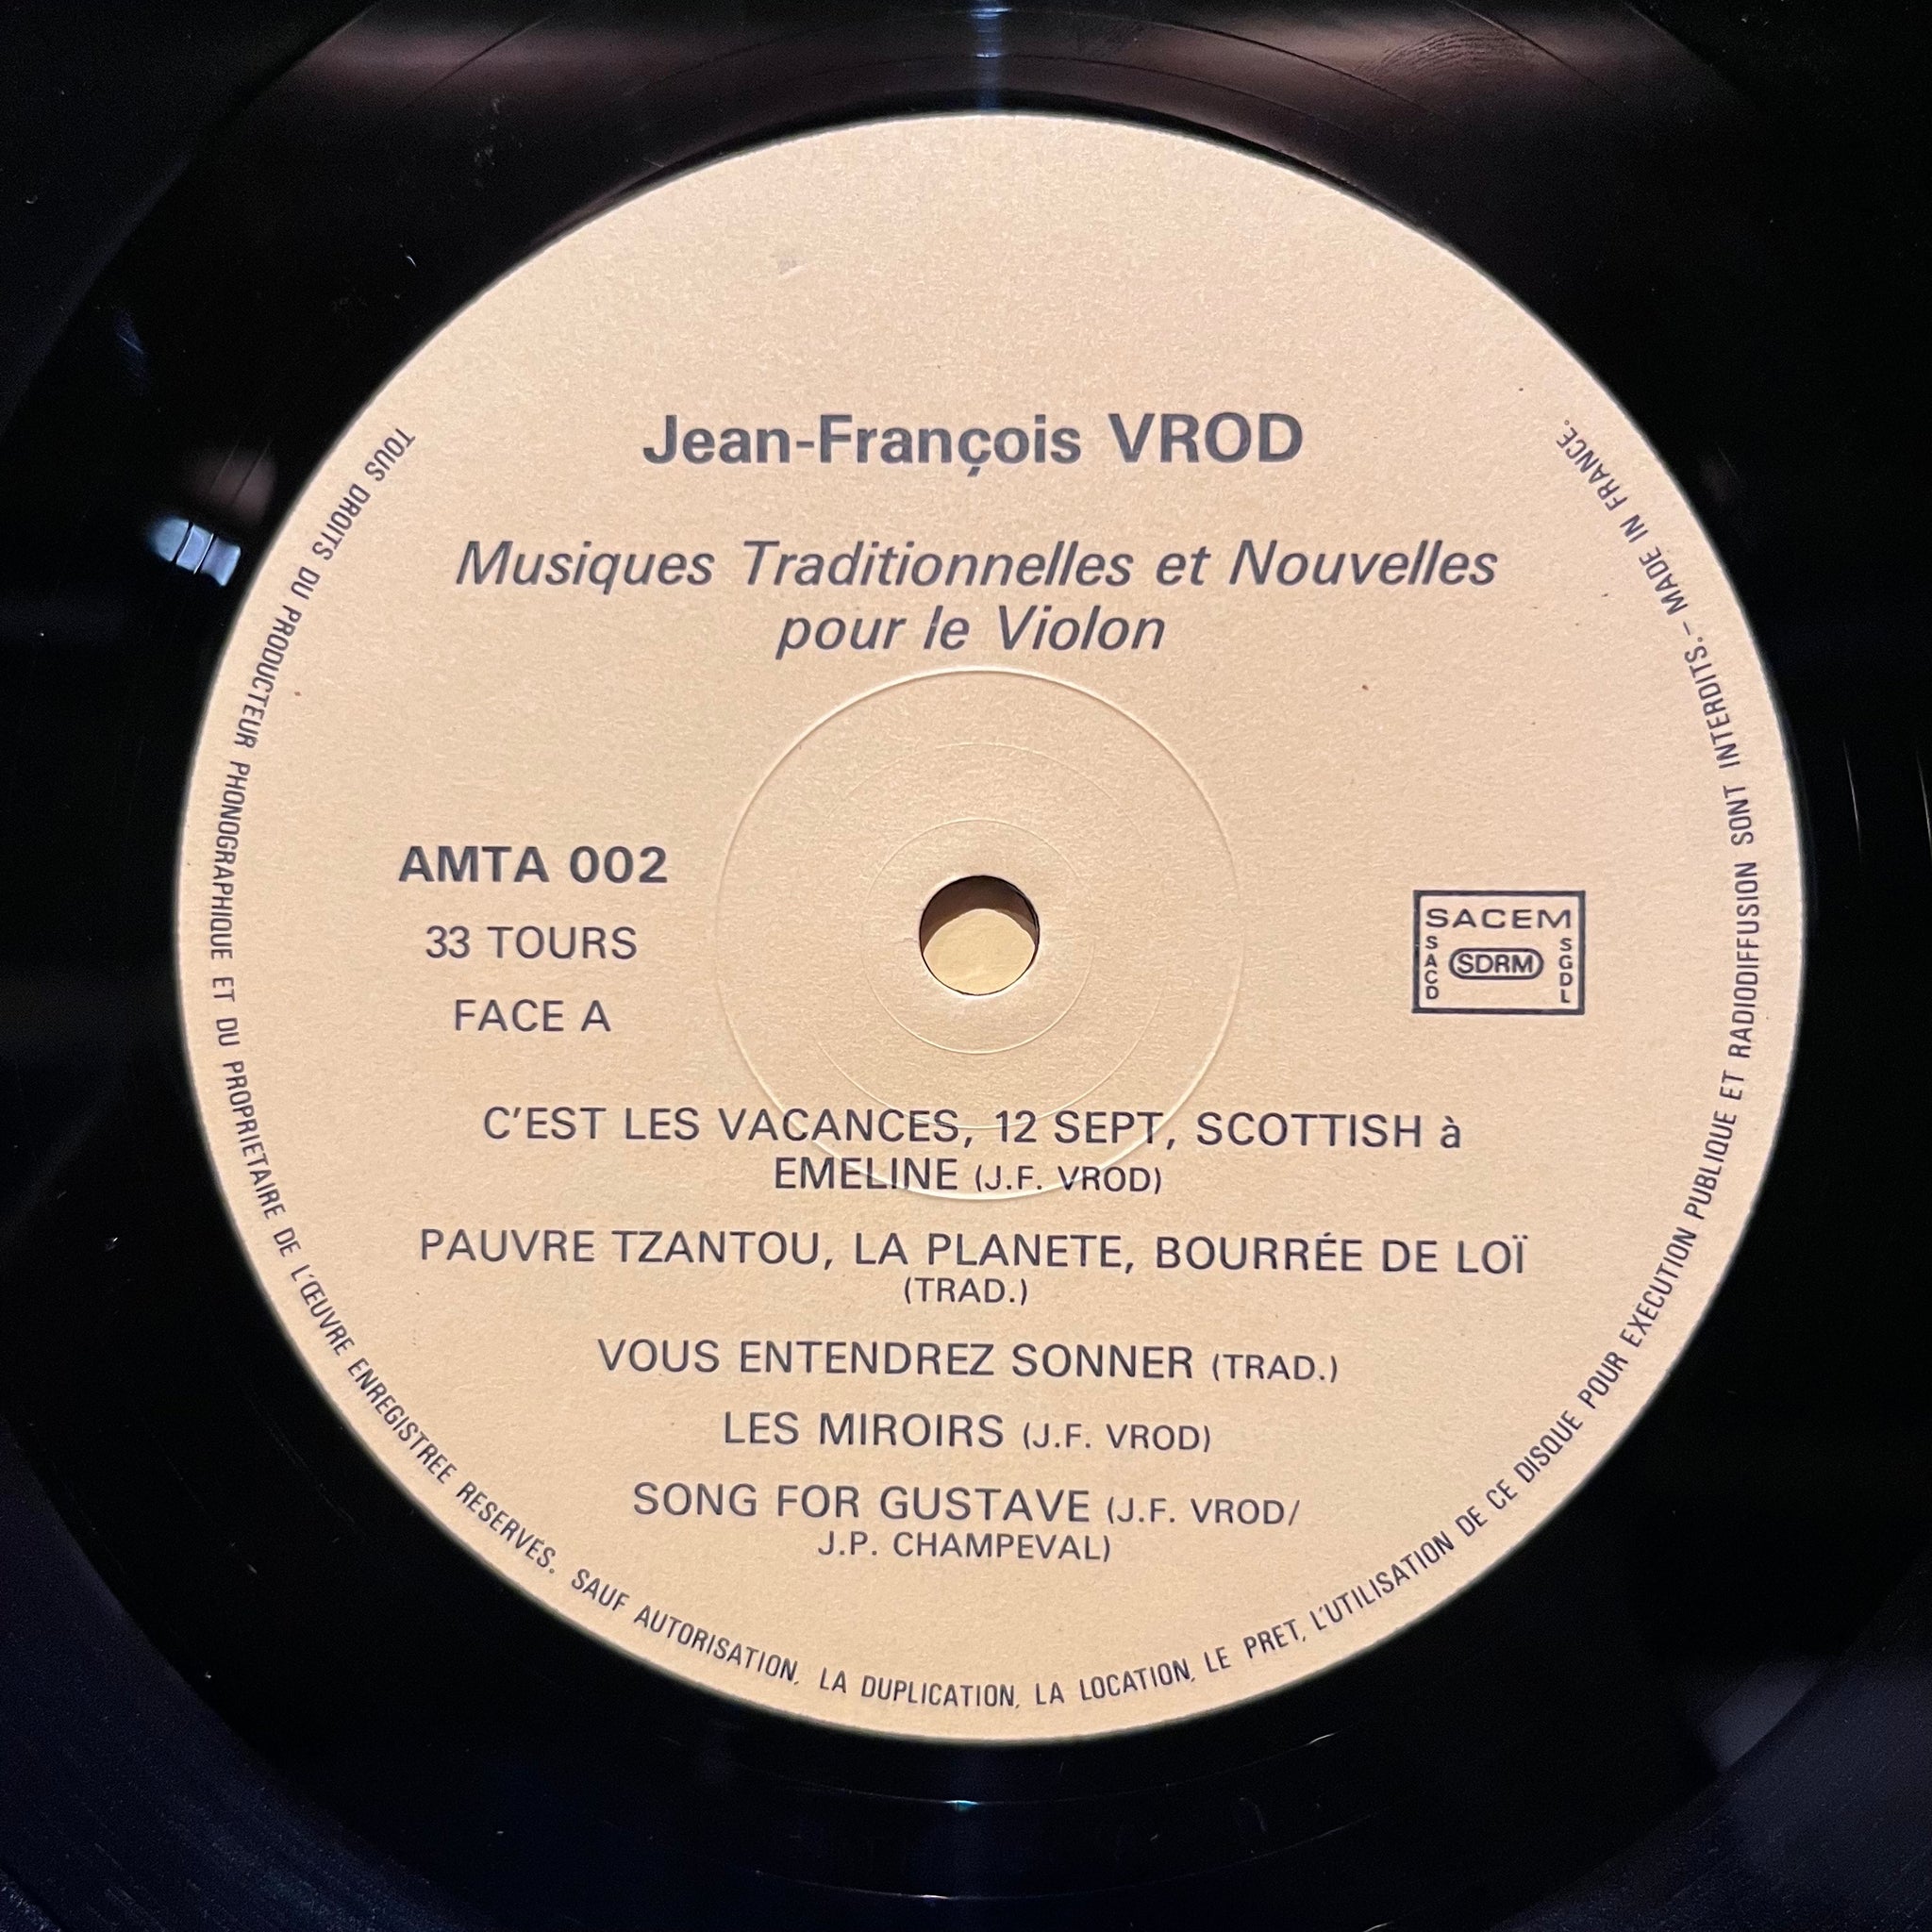 Jean-François VROD
Musiques Traditionnelles et Nouvelles
pour le Violon
AMTA 002
33 TOURS
FACE A
SACEM
SACD
SDRM
SGDL
C'EST LES VACANCES, 12 SEPT, SCOTTISH à
EMELINE (J.F. VROD)
PAUVRE TZANTOU, LA PLANETE, BOURRÉE DE LOÏ
(TRAD.)
VOUS ENTENDREZ SONNER (TRAD.)
LES MIROIRS (J.F. VROD)
SONG FOR GUSTAVE (J.F. VROD/
J.P. CHAMPEVAL)
TOUS DROITS DU PRODUCTEUR PHONOGRAPHIQUE ET DU PROPRIETAIRE DE L'ŒUVRE ENREGISTREE RESERVÉS. SAUF AUTORISATION, LA DUPLICATION, LA LOCATION, LE PRET, L'UTILISATION DE CE DISQUE POUR EXECUTION PUBLIQUE ET RADIODIFFUSION SONT INTERDITS. – MADE IN FRANCE.